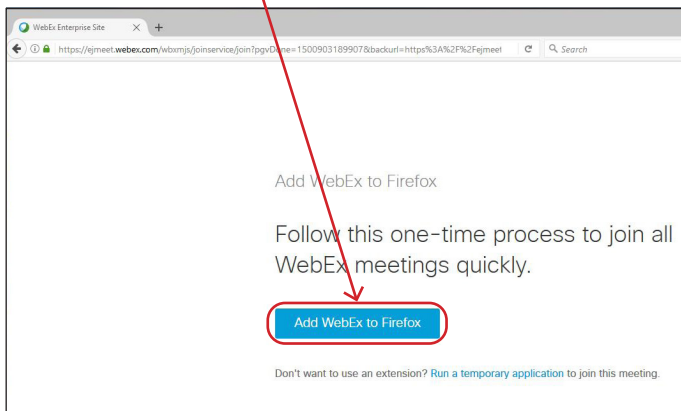 WebEx Enterprise Site
https://ejmeet.webex.com/wbxmjs/joinservice/join?pgvDone=1500903189907&backurl=https%3A%2F%2Fejmeet
Search
Add WebEx to Firefox
Follow this one-time process to join all
WebEx meetings quickly.
Add WebEx to Firefox
Don't want to use an extension? Run a temporary application to join this meeting.